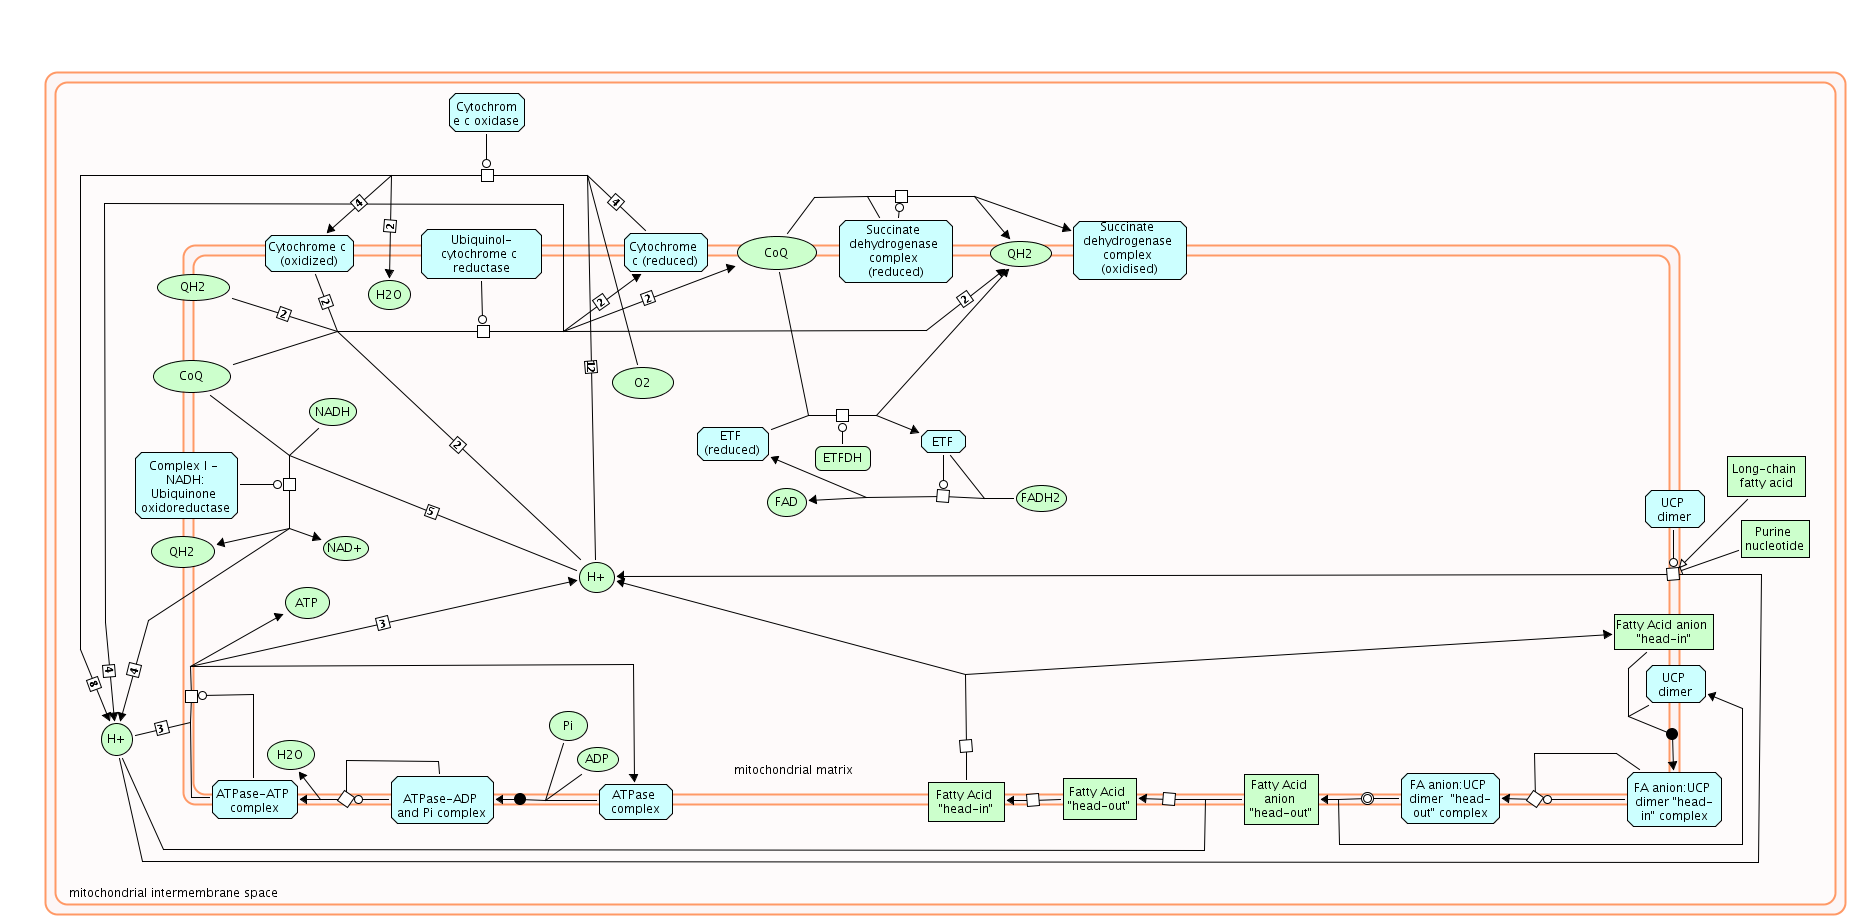 Cytochrom
e c oxidase
4
2
4
Cytochrome c
(oxidized)
Ubiquinol-
cytochrome c
reductase
Cytochrome
c (reduced)
CoQ
Succinate
dehydrogenase
complex
(reduced)
QH2
Succinate
dehydrogenase
complex
(oxidised)
QH2
H2O
2
2
2
2
2
12
CoQ
O2
NADH
2
ETF
(reduced)
ETFDH
ETF
Complex I -
NADH:
Ubiquinone
oxidoreductase
5
FAD
FADH2
Long-chain
fatty acid
UCP
dimer
Purine
nucleotide
QH2
NAD+
H+
ATP
3
Fatty Acid anion
"head-in"
UCP
dimer
8
4
4
H+
3
H2O
Pi
ADP
mitochondrial matrix
ATPase-ATP
complex
ATPase-ADP
and Pi complex
ATPase
complex
Fatty Acid
"head-in"
Fatty Acid
"head-out"
Fatty Acid
anion
"head-out"
FA anion:UCP
dimer "head-
out" complex
FA anion:UCP
dimer "head-
in" complex
mitochondrial intermembrane space